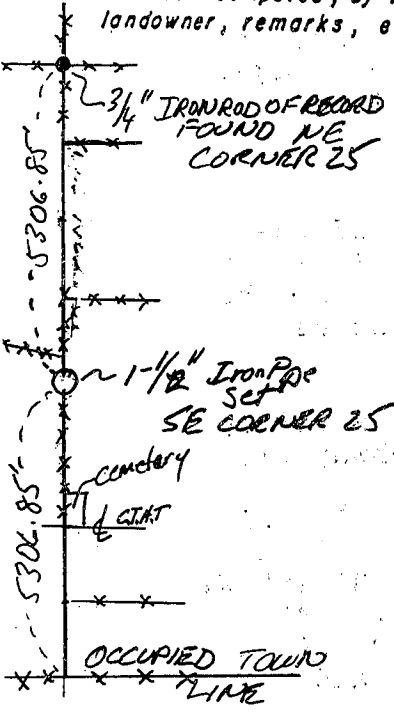 landowner, remarks, e
3/4" IRON ROD OF RECORD
FOUND NE
CORNER 25
5306.85'
1-1/2" Iron Pipe
Set
SE CORNER 25
cemetery
5306.85'
OCCUPIED TOWN
LINE